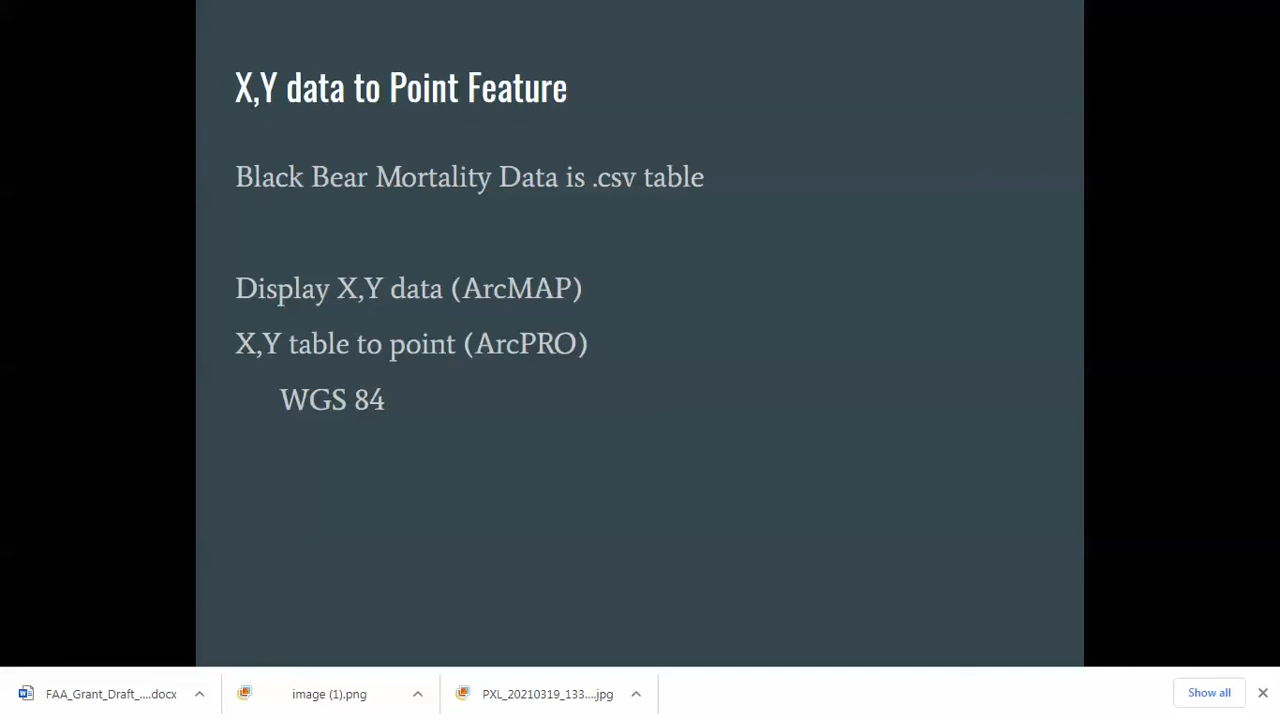 X,Y data to Point Feature
Black Bear Mortality Data is .csv table
Display X,Y data (ArcMAP)
X,Y table to point (ArcPRO)
WGS 84
FAA_Grant_Draft_....docx
image (1).png
PXL_20210319_133....jpg
Show all